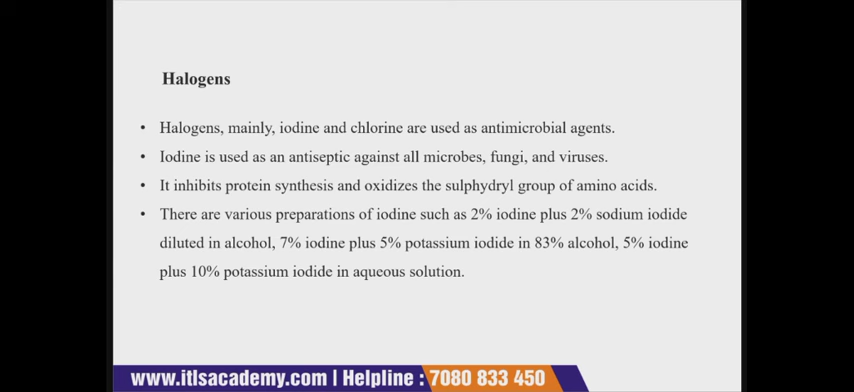 Halogens
• Halogens, mainly, iodine and chlorine are used as antimicrobial agents.
• Iodine is used as an antiseptic against all microbes, fungi, and viruses.
• It inhibits protein synthesis and oxidizes the sulphydryl group of amino acids.
• There are various preparations of iodine such as 2% iodine plus 2% sodium iodide
diluted in alcohol, 7% iodine plus 5% potassium iodide in 83% alcohol, 5% iodine
plus 10% potassium iodide in aqueous solution.
www.itlsacademy.com | Helpline : 7080 833 450